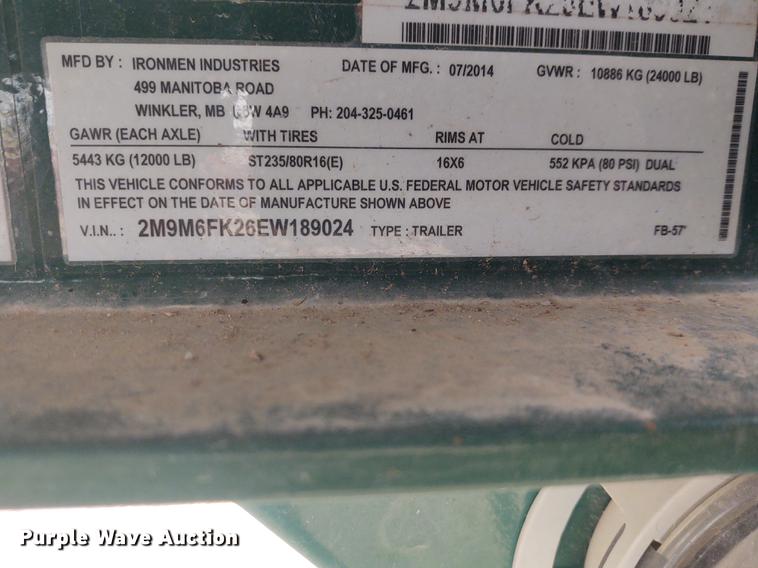 MFD BY : IRONMEN INDUSTRIES DATE OF MFG. : 07/2014 GVWR : 10886 KG (24000 LB)
499 MANITOBA ROAD
WINKLER, MB 4A9 PH: 204-325-0461
GAWR (EACH AXLE) WITH TIRES RIMS AT COLD
5443 KG (12000 LB) ST235/80R16(E) 16X6 552 KPA (80 PSI) DUAL
THIS VEHICLE CONFORMS TO ALL APPLICABLE U.S. FEDERAL MOTOR VEHICLE SAFETY STANDARDS
IN EFFECT ON THE DATE OF MANUFACTURE SHOWN ABOVE
V.I.N.. : 2M9M6FK26EW189024 TYPE : TRAILER FB-57'
Purple Wave Auction